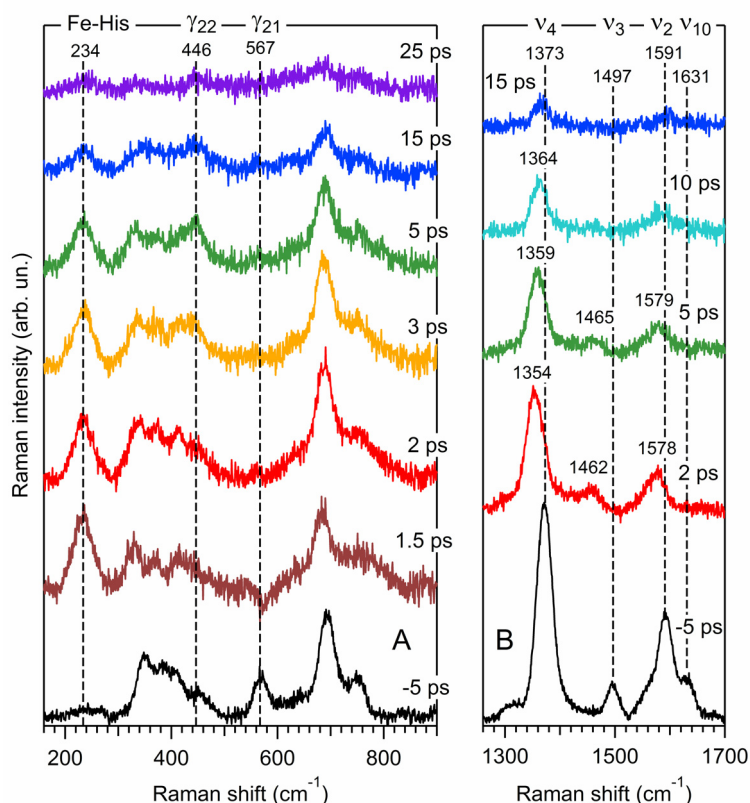 Fe-His γ22 γ21
234 446 567
25 ps
15 ps
5 ps
3 ps
2 ps
1.5 ps
-5 ps
A
200 400 600 800
Raman shift (cm-1)
Raman intensity (arb. un.)
ν4 ν3 ν2 ν10
1373 1591
1497 1631
15 ps
1364
10 ps
1359
1465 1579 5 ps
1354
1462 1578 2 ps
B
-5 ps
1300 1500 1700
Raman shift (cm-1)